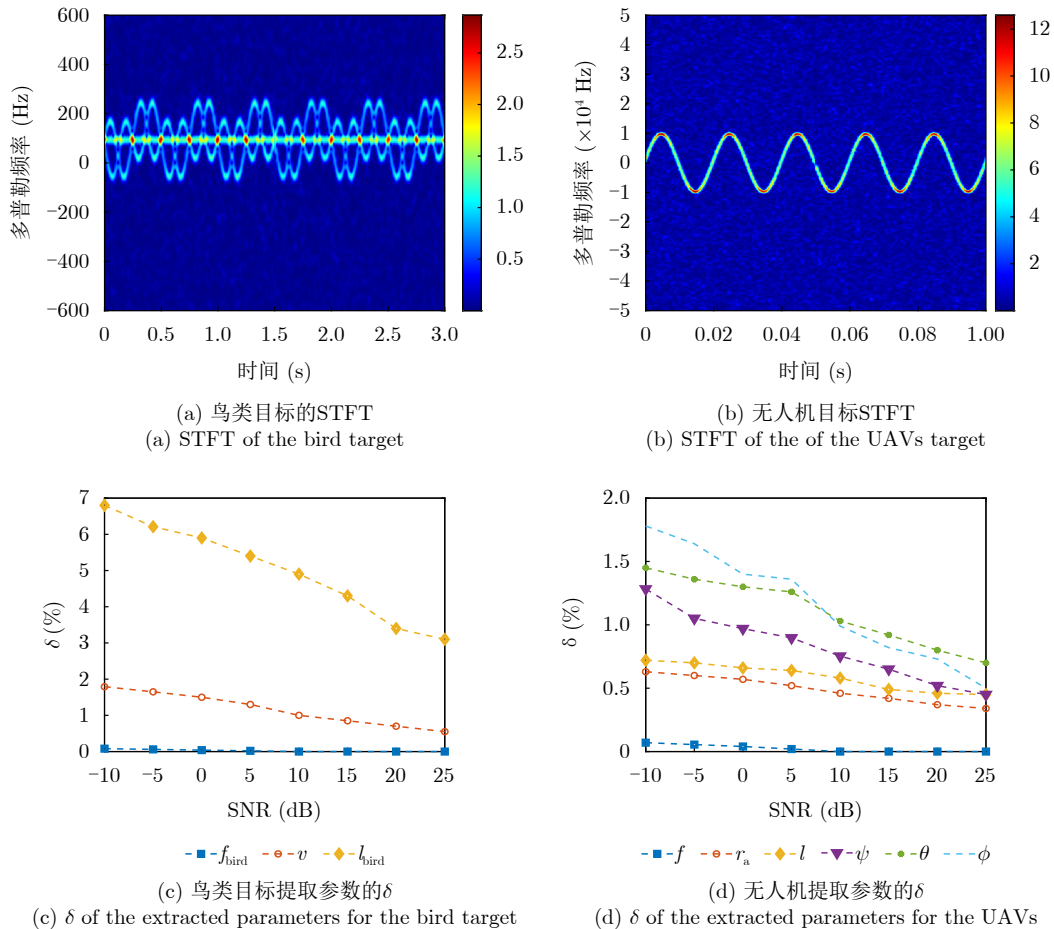 600
400
200
0
−200
−400
−600
多普勒频率 (Hz)
0 0.5 1.0 1.5 2.0 2.5 3.0
时间 (s)
2.5
2.0
1.5
1.0
0.5
(a) 鸟类目标的STFT
(a) STFT of the bird target
5
4
3
2
1
0
−1
−2
−3
−4
−5
多普勒频率 (×10⁴ Hz)
0 0.02 0.04 0.06 0.08 1.00
时间 (s)
12
10
8
6
4
2
(b) 无人机目标STFT
(b) STFT of the of the UAVs target
7
6
5
4
3
2
1
0
δ (%)
−10 −5 0 5 10 15 20 25
SNR (dB)
f_bird v l_bird
(c) 鸟类目标提取参数的δ
(c) δ of the extracted parameters for the bird target
2.0
1.5
1.0
0.5
0
δ (%)
−10 −5 0 5 10 15 20 25
SNR (dB)
f r_a l ψ θ ϕ
(d) 无人机提取参数的δ
(d) δ of the extracted parameters for the UAVs